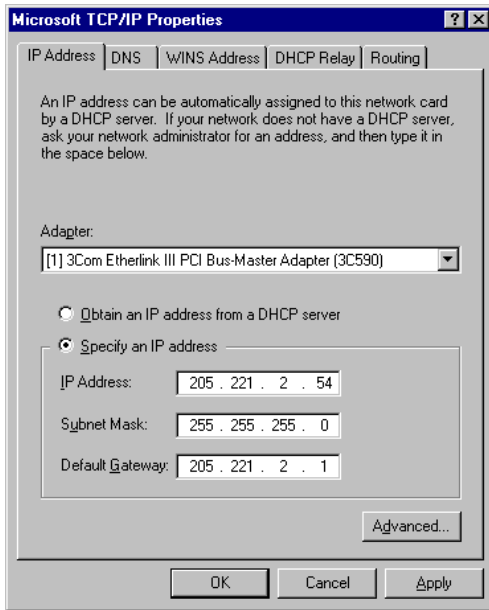 Microsoft TCP/IP Properties
? X
IP Address DNS WINS Address DHCP Relay Routing
An IP address can be automatically assigned to this network card
by a DHCP server. If your network does not have a DHCP server,
ask your network administrator for an address, and then type it in
the space below.
Adapter:
[1] 3Com Etherlink III PCI Bus-Master Adapter (3C590)
Obtain an IP address from a DHCP server
Specify an IP address
IP Address: 205 . 221 . 2 . 54
Subnet Mask: 255 . 255 . 255 . 0
Default Gateway: 205 . 221 . 2 . 1
Advanced...
OK Cancel Apply